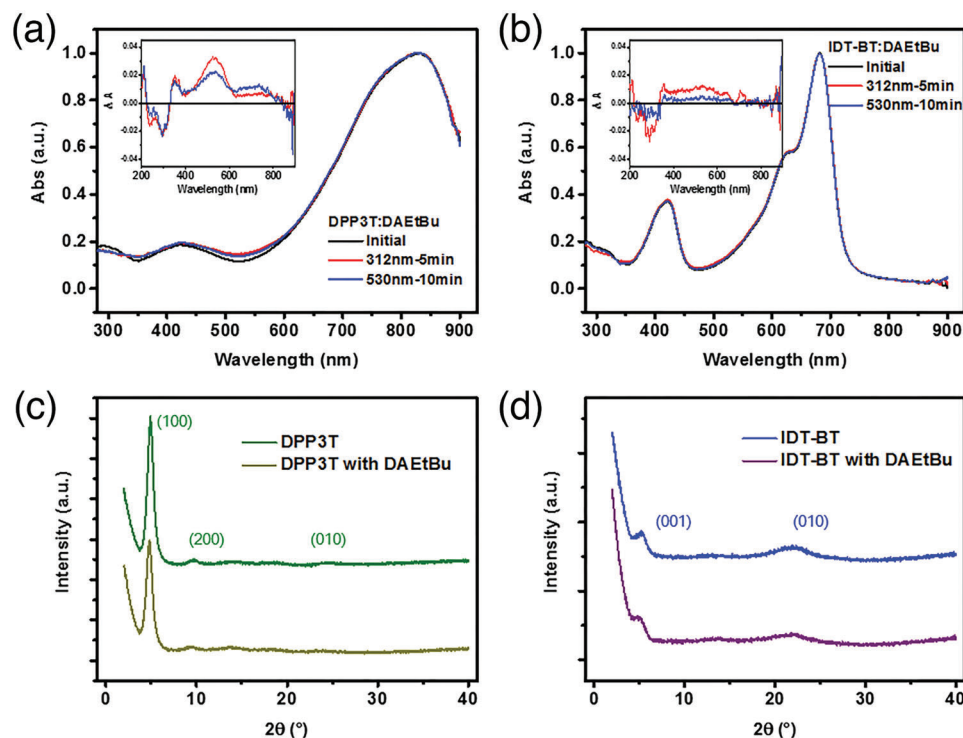 (a)
1.0
0.8
0.6
0.4
0.2
0.0
Abs (a.u.)
0.04
0.02
0.00
-0.02
-0.04
Δ A
200 400 600 800
Wavelength (nm)
DPP3T:DAEtBu
Initial
312nm-5min
530nm-10min
300 400 500 600 700 800 900
Wavelength (nm)
(b)
1.0
0.8
0.6
0.4
0.2
0.0
Abs (a.u.)
0.04
0.02
0.00
-0.02
-0.04
Δ A
200 400 600 800
Wavelength (nm)
IDT-BT:DAEtBu
Initial
312nm-5min
530nm-10min
300 400 500 600 700 800 900
Wavelength (nm)
(c)
Intensity (a.u.)
(100)
(200)
(010)
DPP3T
DPP3T with DAEtBu
0 10 20 30 40
2θ (°)
(d)
Intensity (a.u.)
(001)
(010)
IDT-BT
IDT-BT with DAEtBu
0 10 20 30 40
2θ (°)